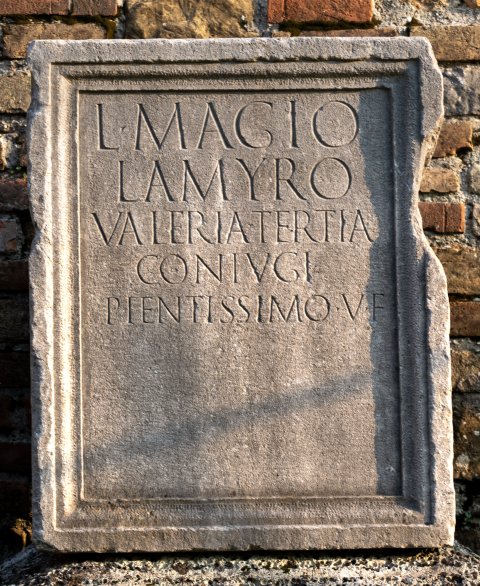 L·MAGIO
LAMYRO
VALERIA TERTIA
CONIVGI
PIENTISSIMO·V·F